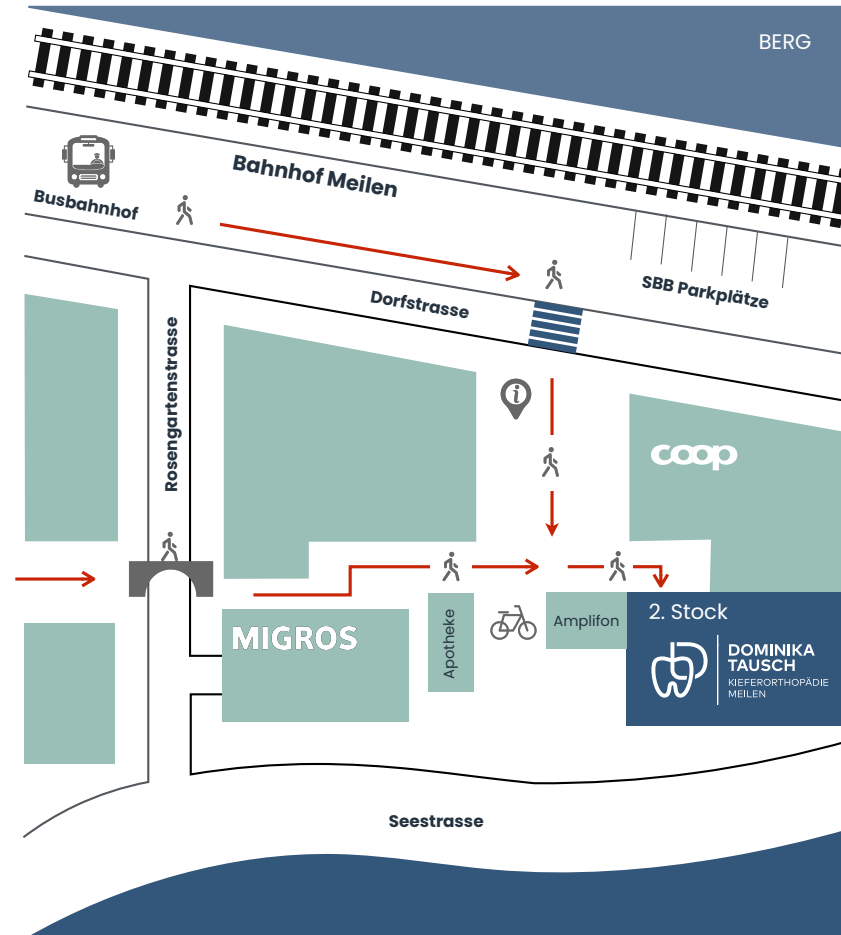 BERG
Bahnhof Meilen
Busbahnhof
SBB Parkplätze
Dorfstrasse
Rosengartenstrasse
i
coop
MIGROS
Apotheke
Amplifon
2. Stock
DOMINIKA
TAUSCH
KIEFERORTHOPÄDIE
MEILEN
Seestrasse